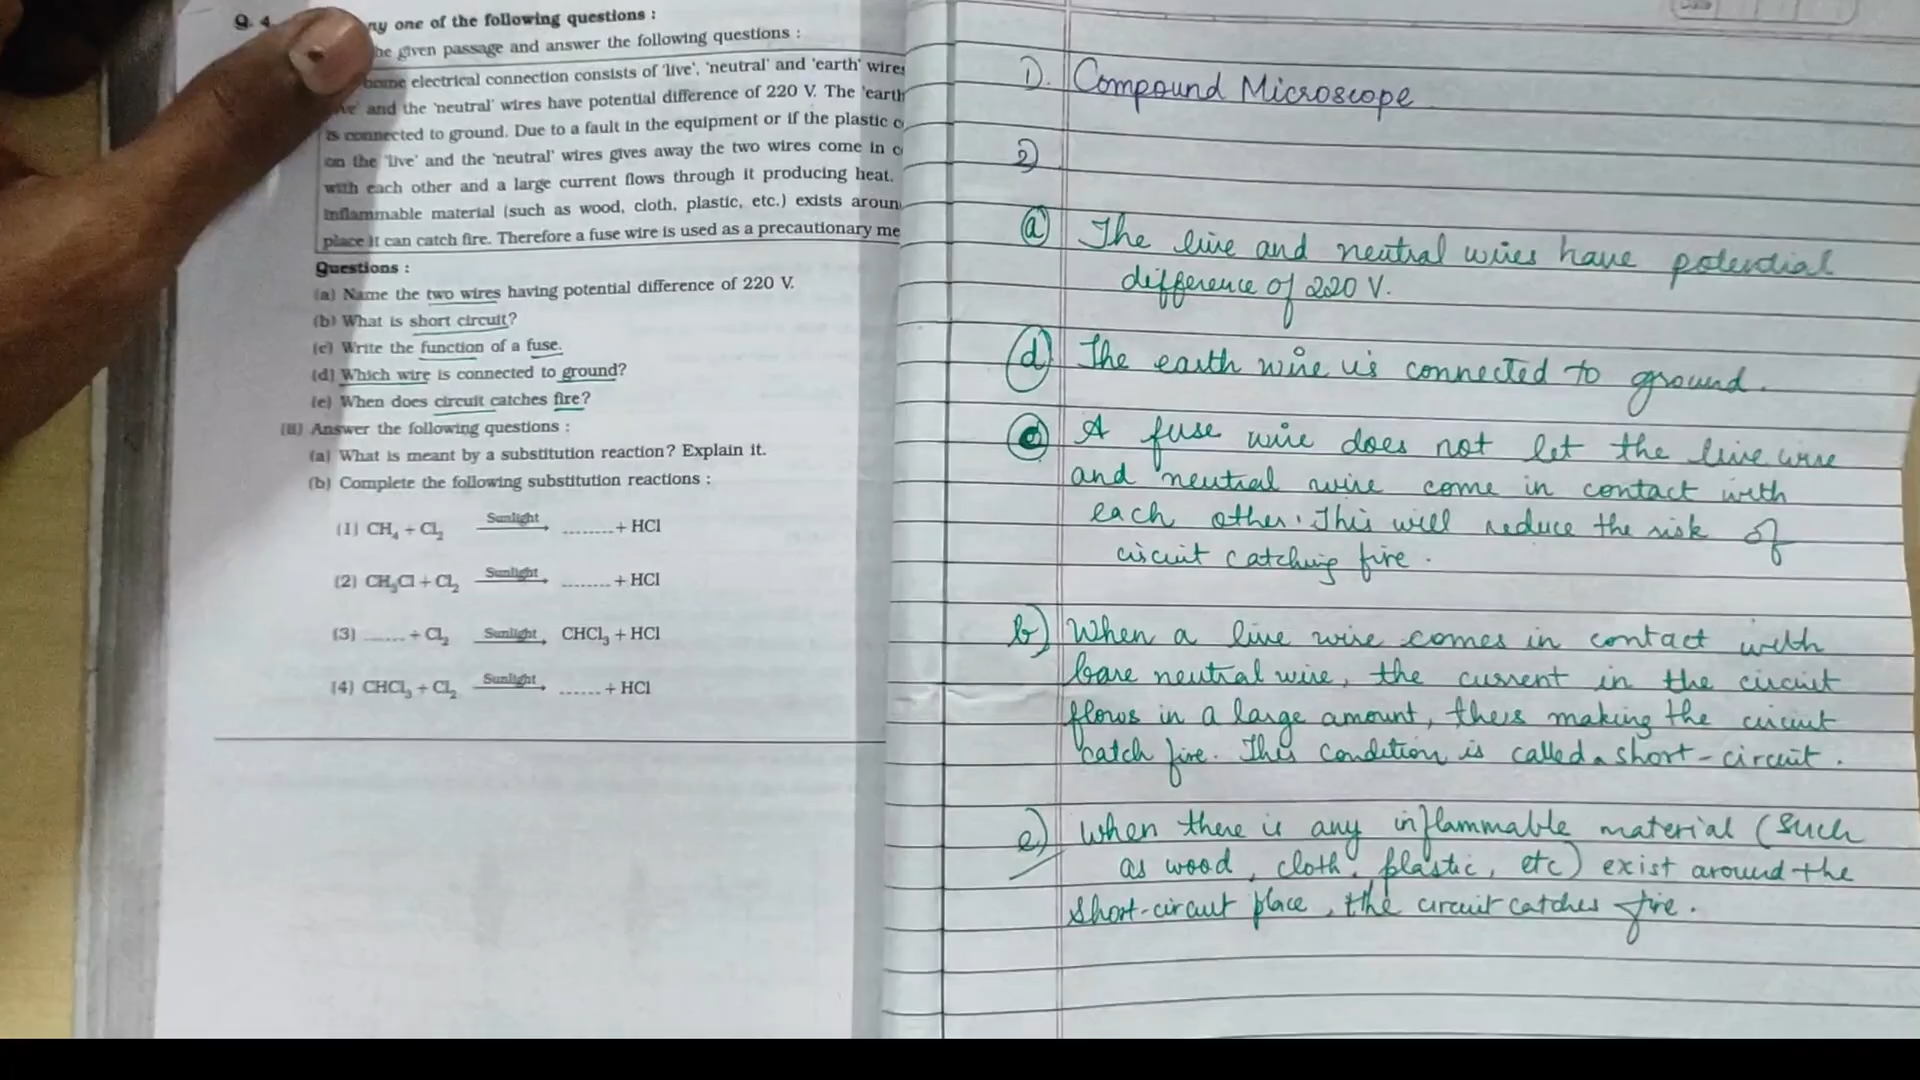 Q. 4 ny one of the following questions :
he given passage and answer the following questions :
home electrical connection consists of 'live', 'neutral' and 'earth' wires
and the 'neutral' wires have potential difference of 220 V. The 'earth
is connected to ground. Due to a fault in the equipment or if the plastic c
on the 'live' and the 'neutral' wires gives away the two wires come in c
with each other and a large current flows through it producing heat.
inflammable material (such as wood, cloth, plastic, etc.) exists aroun
place it can catch fire. Therefore a fuse wire is used as a precautionary me
Questions :
(a) Name the two wires having potential difference of 220 V.
(b) What is short circuit?
(c) Write the function of a fuse.
(d) Which wire is connected to ground?
(e) When does circuit catches fire?
(ii) Answer the following questions :
(a) What is meant by a substitution reaction? Explain it.
(b) Complete the following substitution reactions :
(1) CH₄ + Cl₂ Sunlight→ ........ + HCl
(2) CH₃Cl + Cl₂ Sunlight→ ........ + HCl
(3) ...... + Cl₂ Sunlight→ CHCl₃ + HCl
(4) CHCl₃ + Cl₂ Sunlight→ ...... + HCl
1). Compound Microscope
2)
a) The live and neutral wires have potential
difference of 220 V.
d) The earth wire is connected to ground.
c) A fuse wire does not let the live wire
and neutral wire come in contact with
each other. This will reduce the risk of
circuit catching fire.
b) When a live wire comes in contact with
bare neutral wire, the current in the circuit
flows in a large amount, thus making the circuit
catch fire. This condition is called a short-circuit.
e) When there is any inflammable material (such
as wood, cloth, plastic, etc) exist around the
short-circuit place, the circuit catches fire.